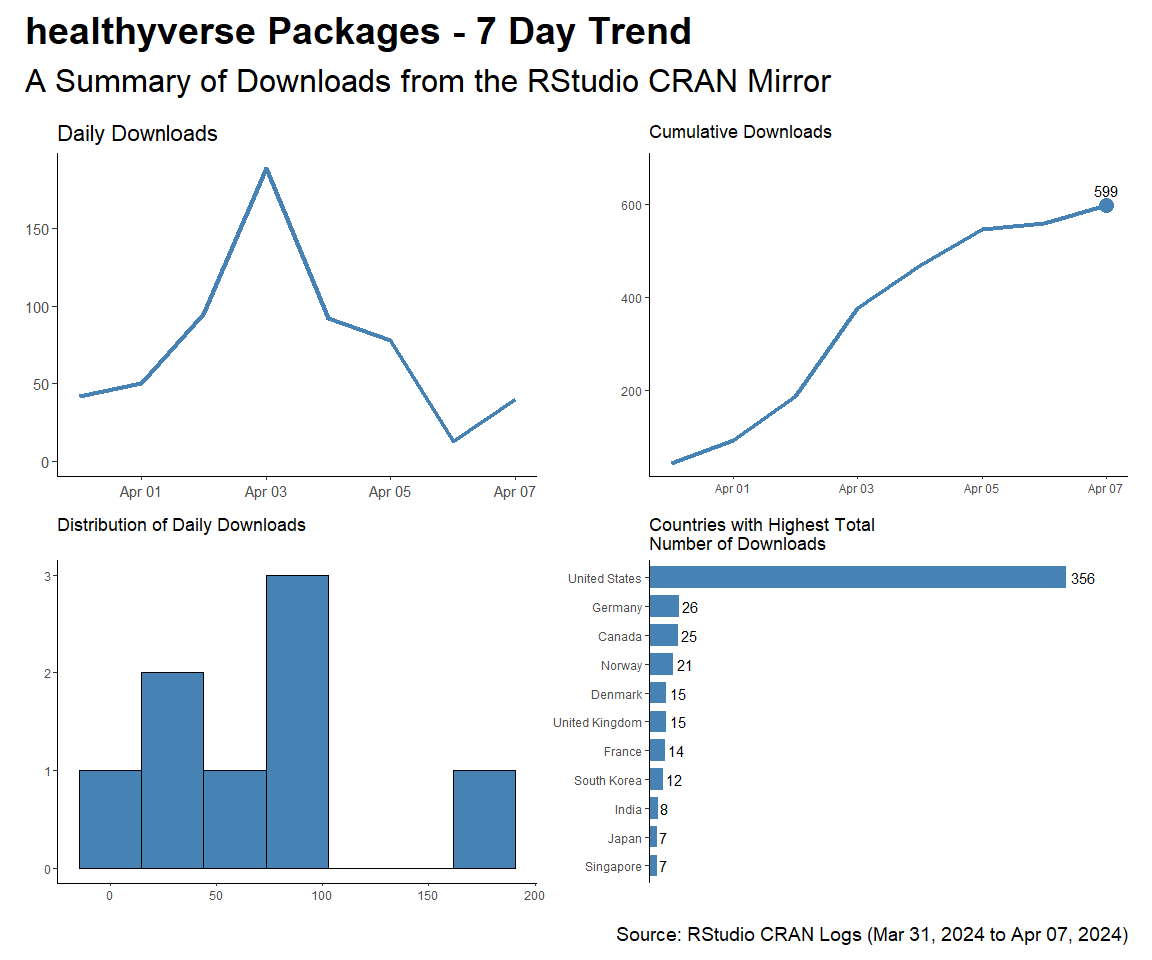 healthyverse Packages - 7 Day Trend
A Summary of Downloads from the RStudio CRAN Mirror
Daily Downloads
150
100
50
0
Apr 01 Apr 03 Apr 05 Apr 07
Cumulative Downloads
599
600
400
200
Apr 01 Apr 03 Apr 05 Apr 07
Distribution of Daily Downloads
3
2
1
0
0 50 100 150 200
Countries with Highest Total
Number of Downloads
United States 356
Germany 26
Canada 25
Norway 21
Denmark 15
United Kingdom 15
France 14
South Korea 12
India 8
Japan 7
Singapore 7
Source: RStudio CRAN Logs (Mar 31, 2024 to Apr 07, 2024)